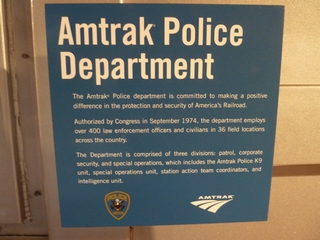 Amtrak Police
Department
The Amtrak® Police department is committed to making a positive
difference in the protection and security of America's Railroad.
Authorized by Congress in September 1974, the department employs
over 400 law enforcement officers and civilians in 36 field locations
across the country.
The Department is comprised of three divisions: patrol, corporate
security, and special operations, which includes the Amtrak Police K9
unit, special operations unit, station action team coordinators, and
intelligence unit.
AMTRAK